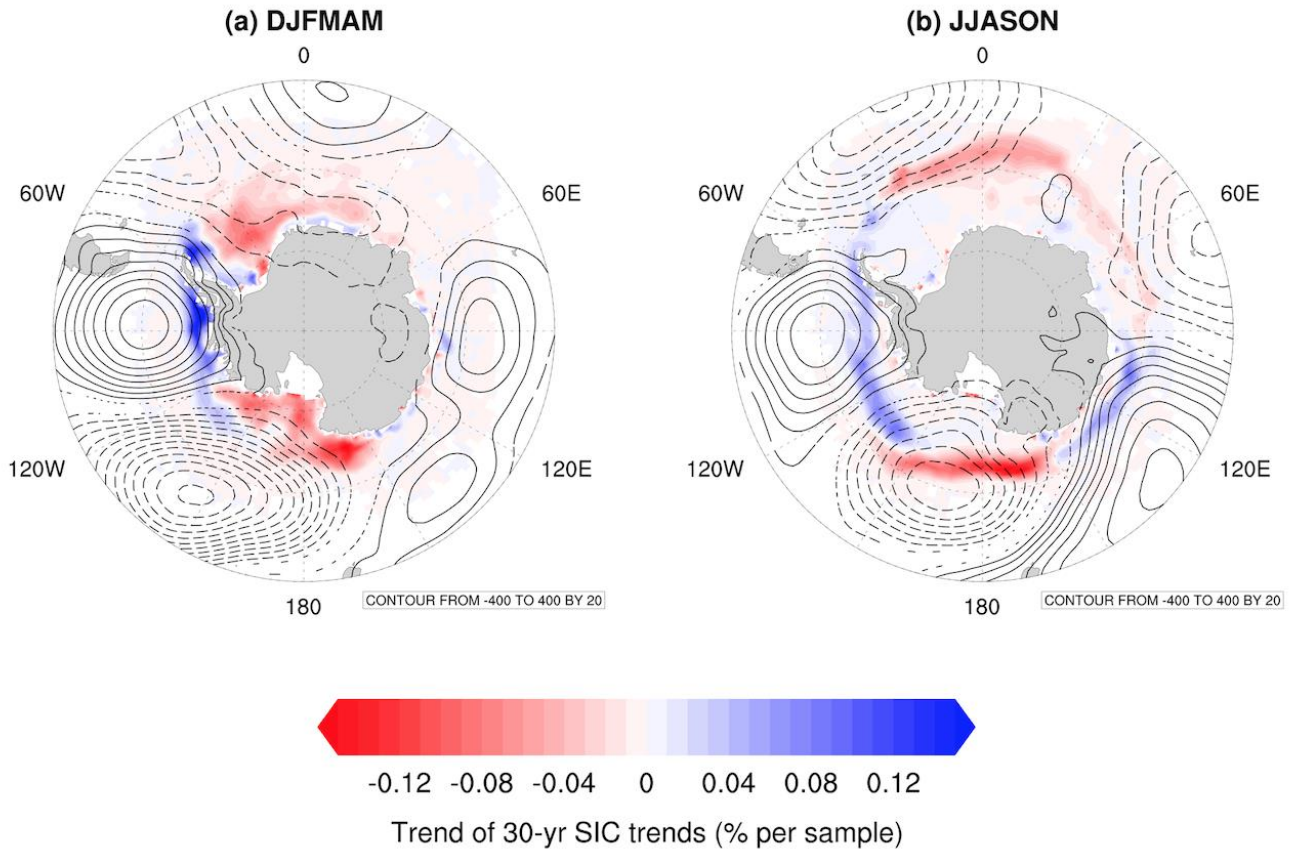 (a) DJFMAM
(b) JJASON
0
0
60W
60E
60W
60E
120W
120E
120W
120E
180
CONTOUR FROM -400 TO 400 BY 20
180
CONTOUR FROM -400 TO 400 BY 20
-0.12 -0.08 -0.04 0 0.04 0.08 0.12
Trend of 30-yr SIC trends (% per sample)